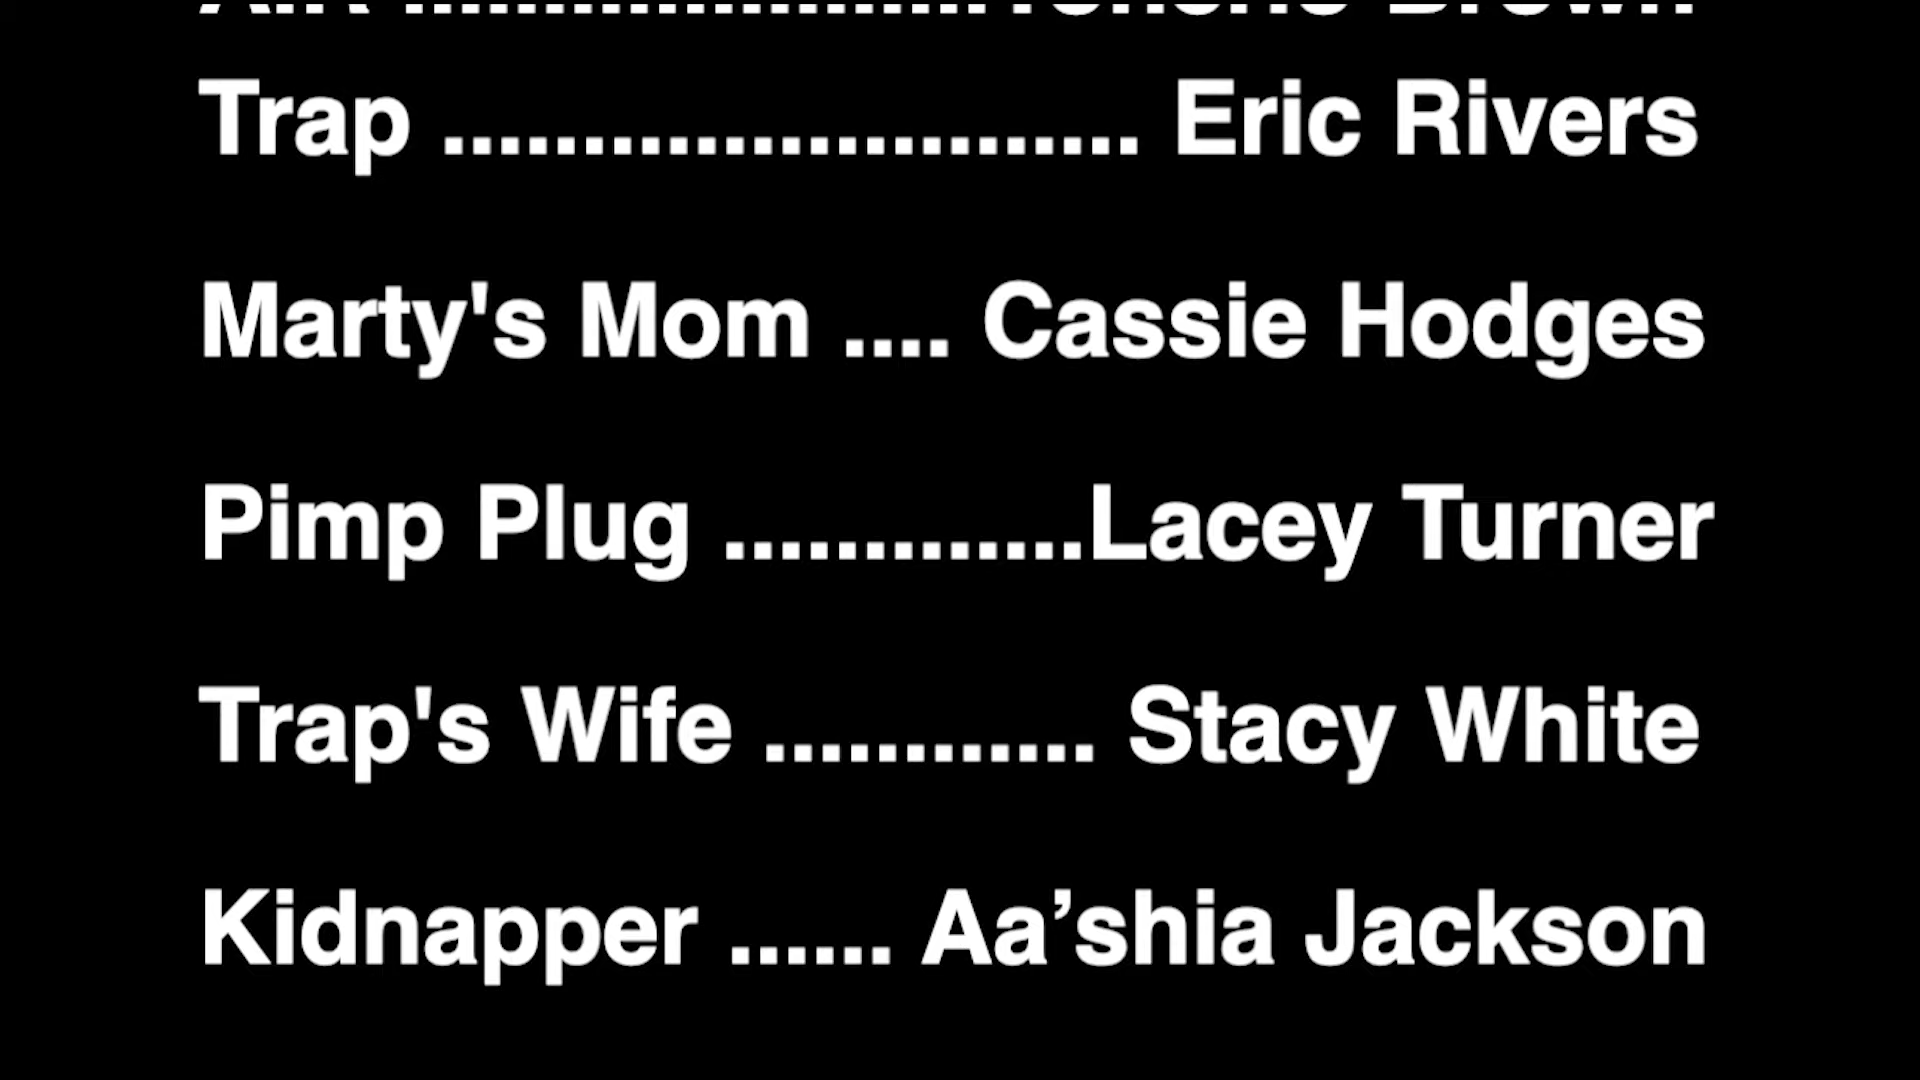 Trap ......................... Eric Rivers
Marty's Mom .... Cassie Hodges
Pimp Plug .............Lacey Turner
Trap's Wife ............ Stacy White
Kidnapper ...... Aa’shia Jackson